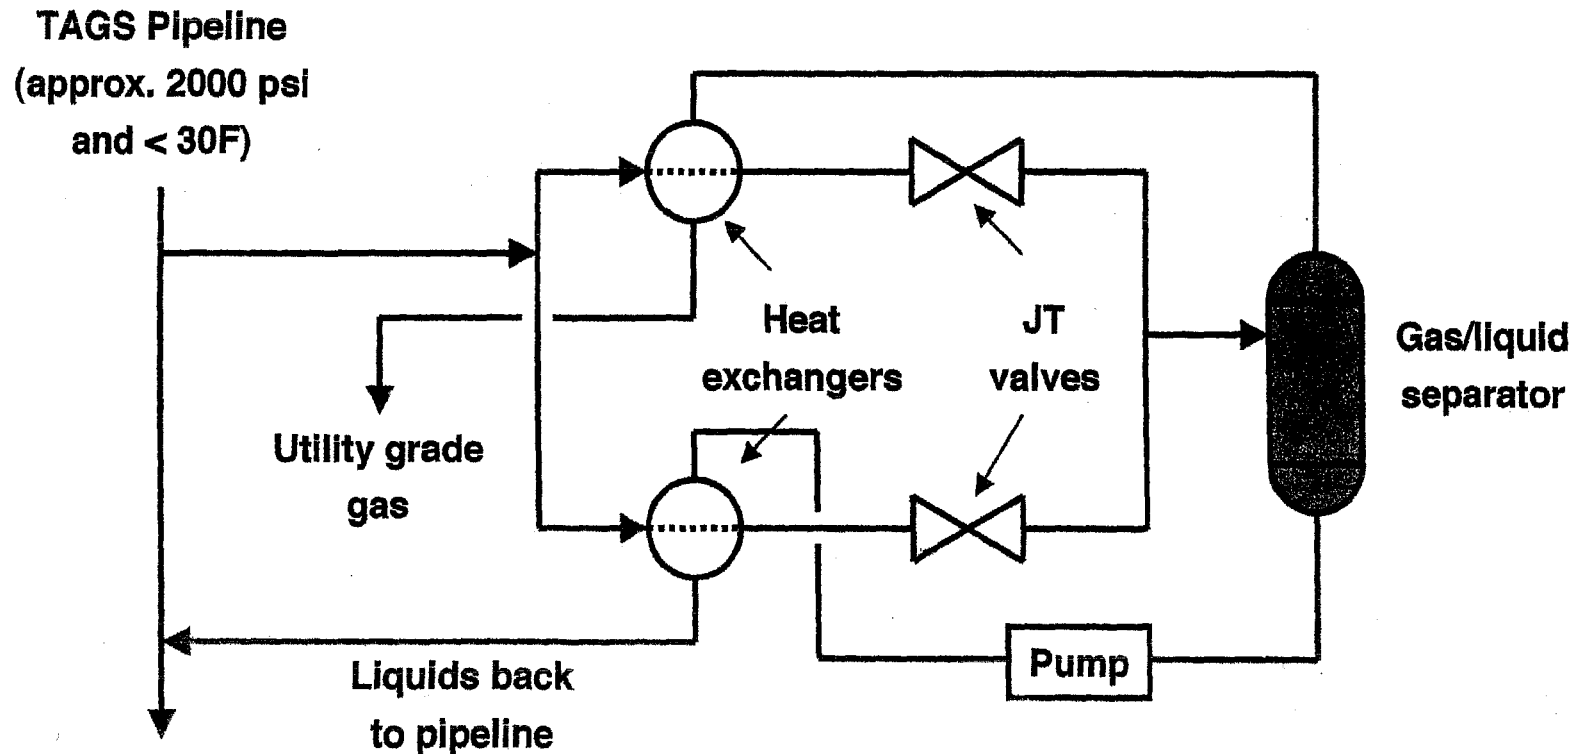 TAGS Pipeline
(approx. 2000 psi
and < 30F)
Heat
exchangers
JT
valves
Gas/liquid
separator
Utility grade
gas
Pump
Liquids back
to pipeline